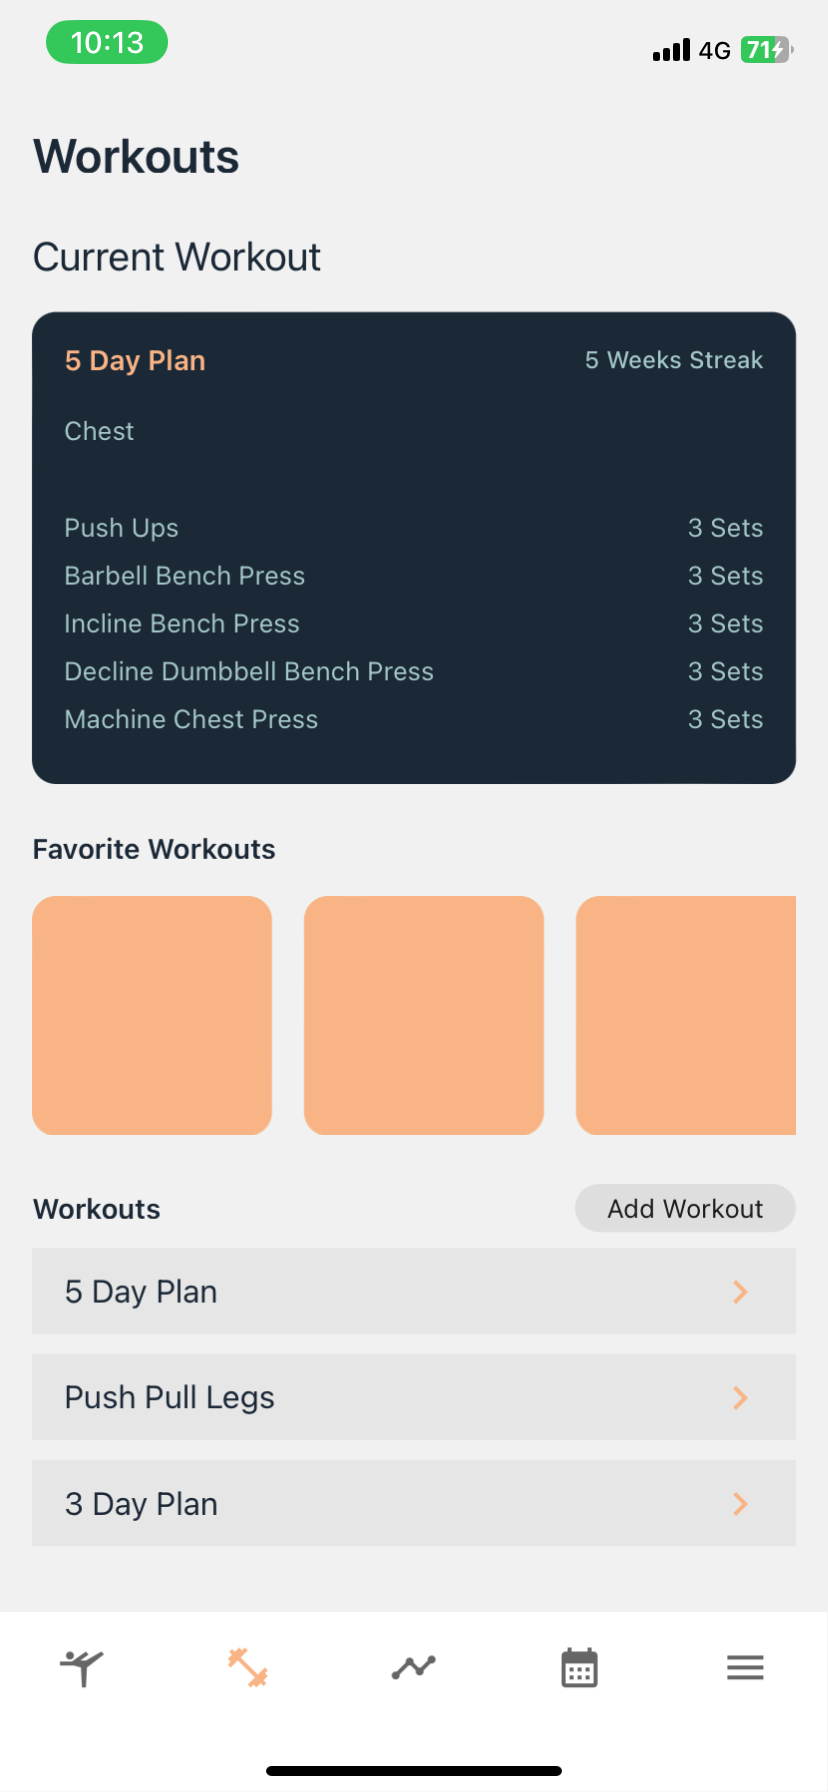 10:13
4G 71
Workouts
Current Workout
5 Day Plan 5 Weeks Streak
Chest
Push Ups 3 Sets
Barbell Bench Press 3 Sets
Incline Bench Press 3 Sets
Decline Dumbbell Bench Press 3 Sets
Machine Chest Press 3 Sets
Favorite Workouts
Workouts Add Workout
5 Day Plan
Push Pull Legs
3 Day Plan